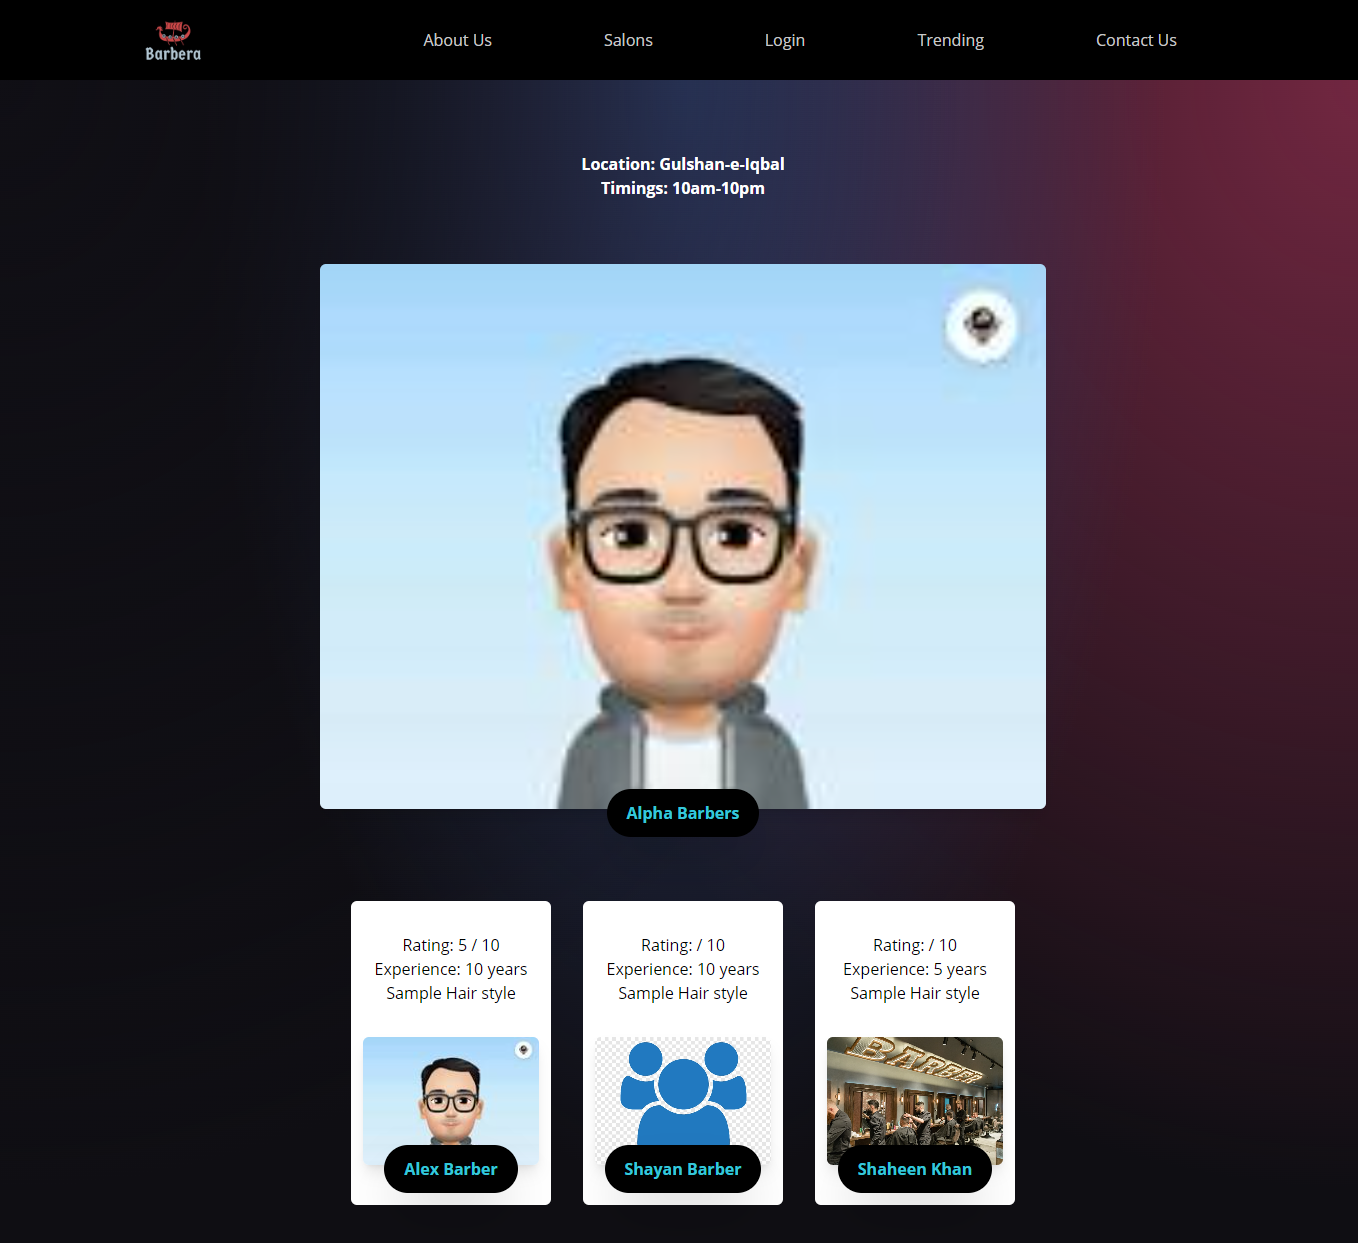 Barbera
About Us
Salons
Login
Trending
Contact Us
Location: Gulshan-e-Iqbal
Timings: 10am-10pm
Alpha Barbers
Rating: 5 / 10
Experience: 10 years
Sample Hair style
Alex Barber
Rating: / 10
Experience: 10 years
Sample Hair style
Shayan Barber
Rating: / 10
Experience: 5 years
Sample Hair style
BARBER
Shaheen Khan